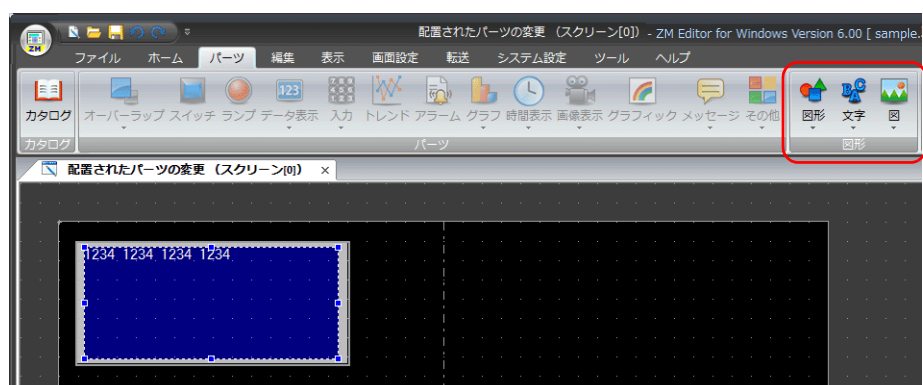 配置されたパーツの変更 (スクリーン[0]) - ZM Editor for Windows Version 6.00 [ sample.
ZM
ファイル ホーム パーツ 編集 表示 画面設定 転送 システム設定 ツール ヘルプ
123
BAC
カタログ オーバーラップ スイッチ ランプ データ表示 入力 トレンド アラーム グラフ 時間表示 画像表示 グラフィック メッセージ その他 図形 文字 図
カタログ パーツ 図形
配置されたパーツの変更 (スクリーン[0]) ×
1234 1234 1234 1234